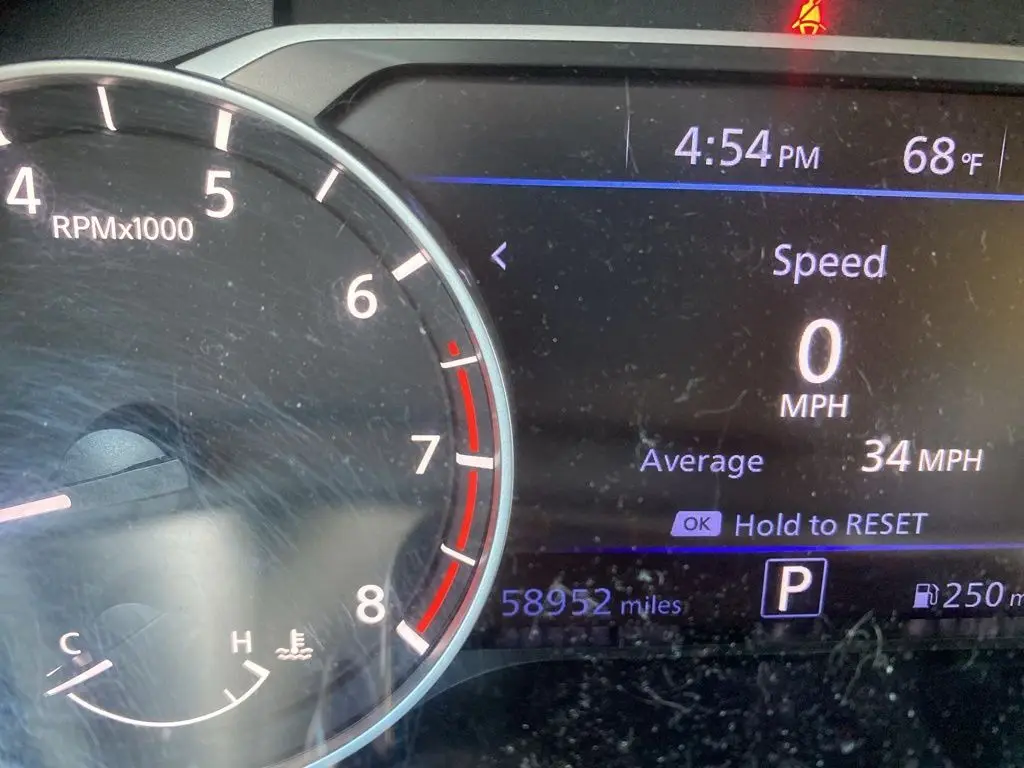 4:54 PM 68 °F
4 5
RPMx1000
< Speed
6
0
MPH
7
Average 34 MPH
OK Hold to RESET
8
58952 miles P 250 m
C H